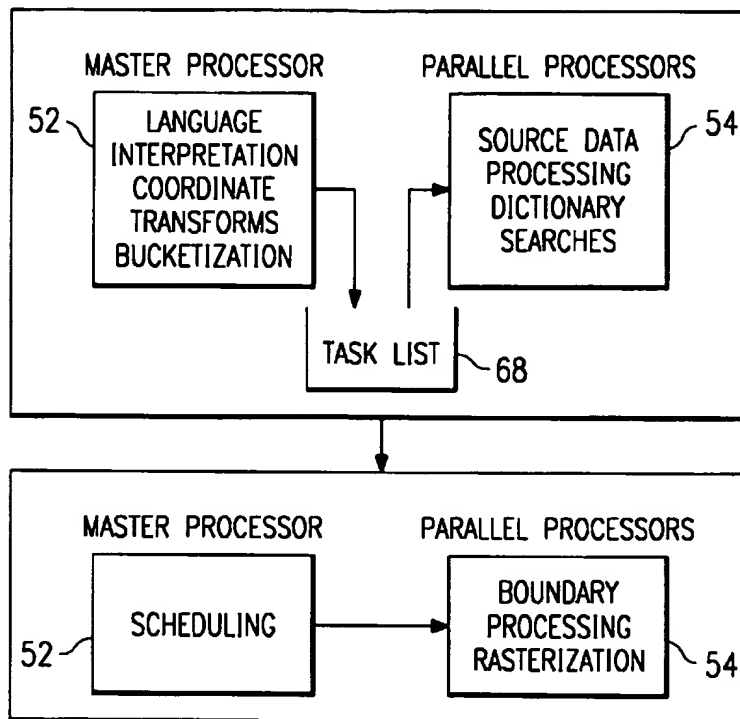 MASTER PROCESSOR
PARALLEL PROCESSORS
52
LANGUAGE
INTERPRETATION
COORDINATE
TRANSFORMS
BUCKETIZATION
SOURCE DATA
PROCESSING
DICTIONARY
SEARCHES
54
TASK LIST
68
MASTER PROCESSOR
PARALLEL PROCESSORS
52
SCHEDULING
BOUNDARY
PROCESSING
RASTERIZATION
54